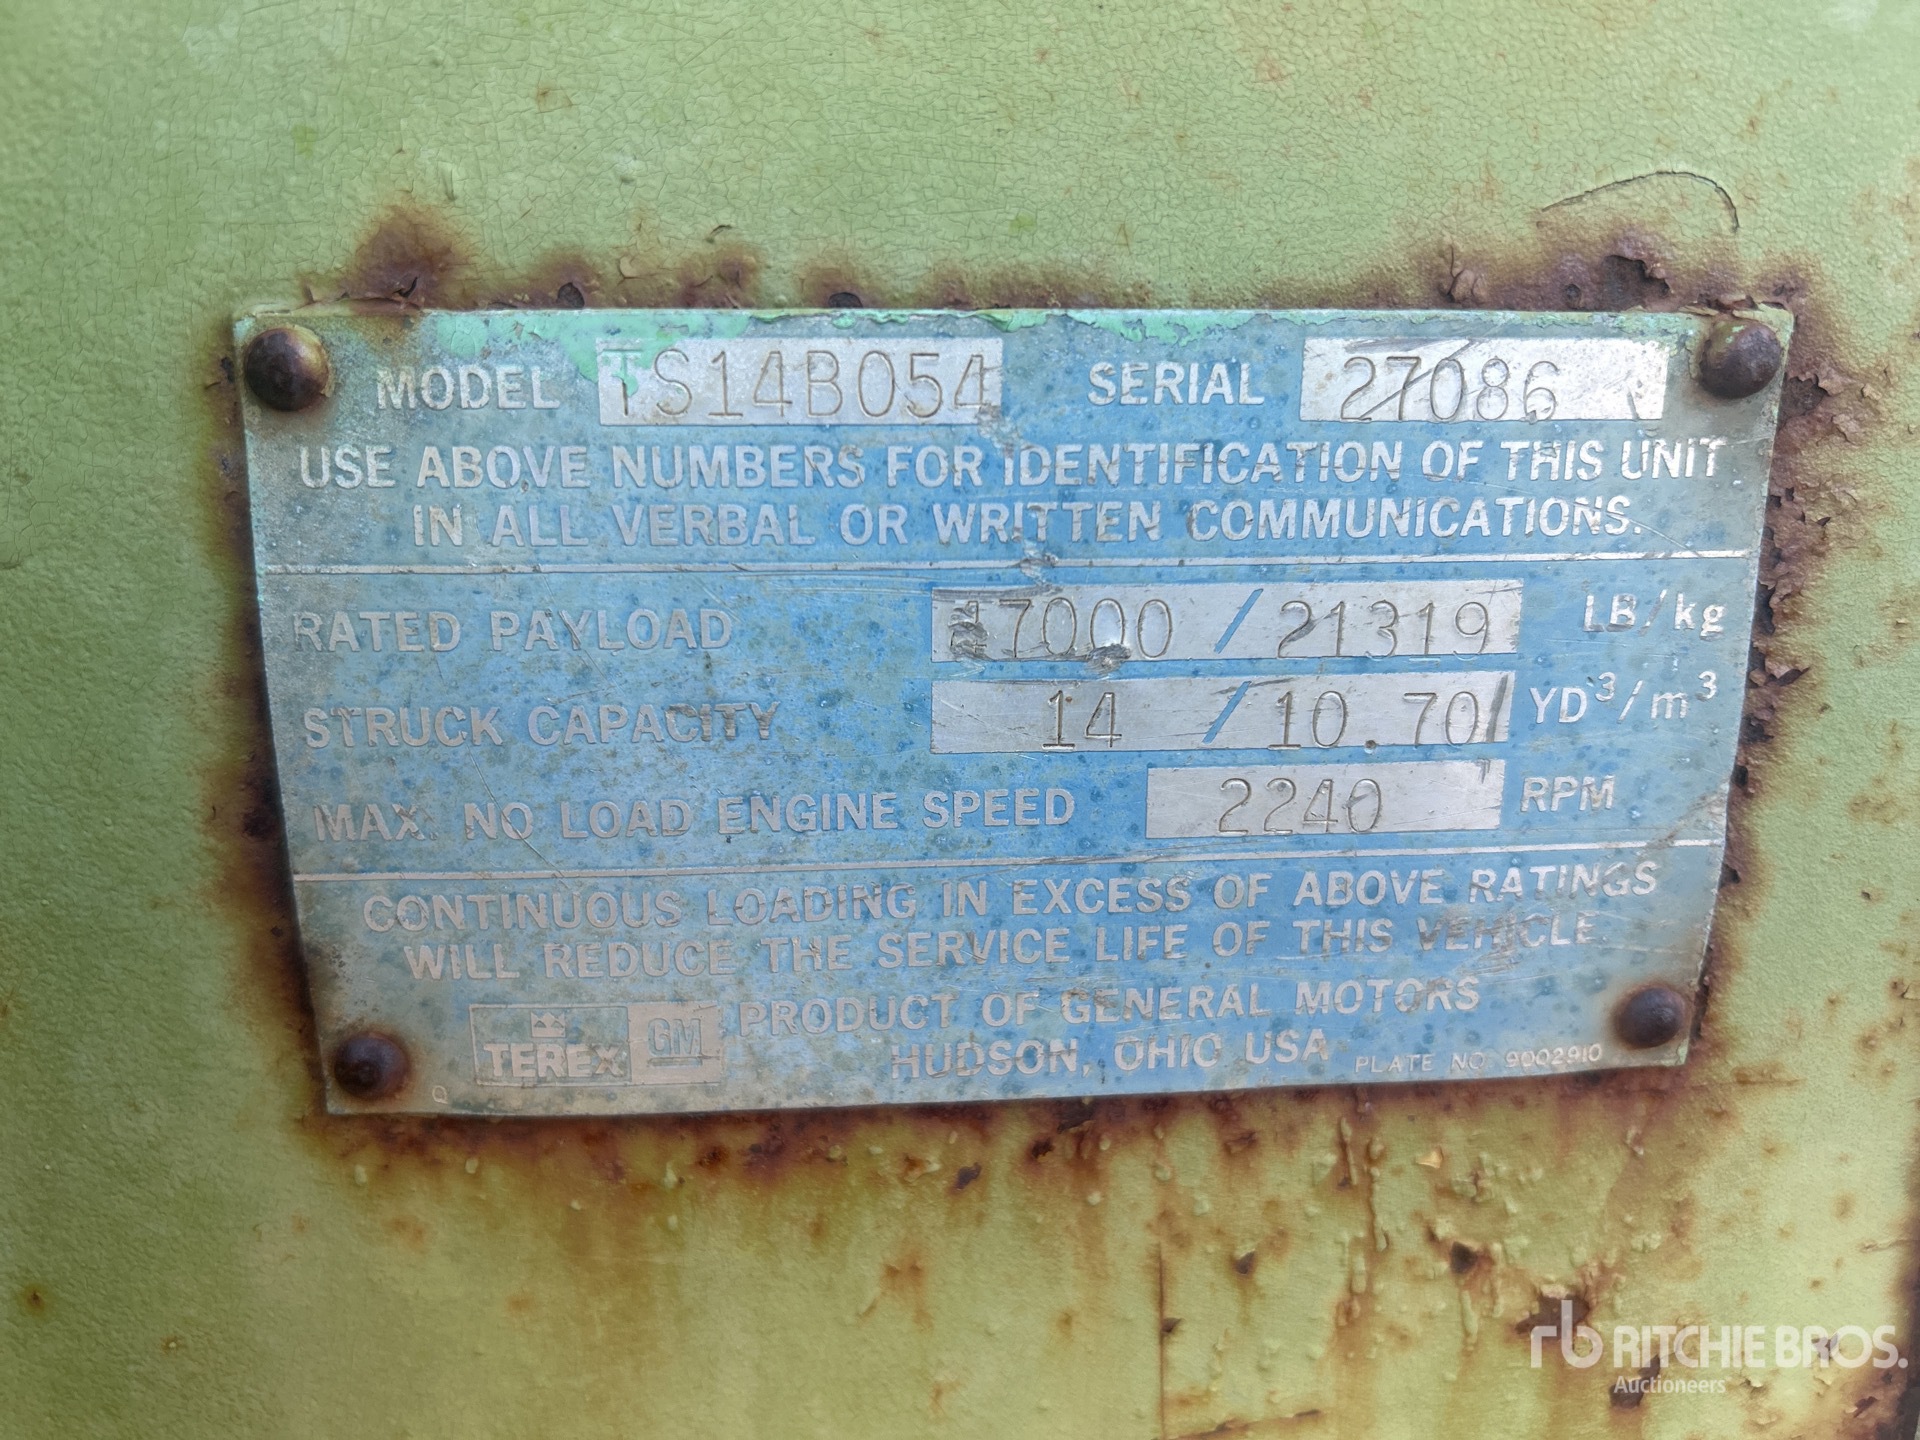 MODEL TS14B054 SERIAL 27086
USE ABOVE NUMBERS FOR IDENTIFICATION OF THIS UNIT
IN ALL VERBAL OR WRITTEN COMMUNICATIONS.
RATED PAYLOAD 47000 / 21319 LB/kg
STRUCK CAPACITY 14 / 10.70 YD³/m³
MAX. NO LOAD ENGINE SPEED 2240 RPM
CONTINUOUS LOADING IN EXCESS OF ABOVE RATINGS
WILL REDUCE THE SERVICE LIFE OF THIS VEHICLE
TEREX GM PRODUCT OF GENERAL MOTORS
HUDSON, OHIO USA PLATE NO 9002910
Q
rb RITCHIE BROS.
Auctioneers